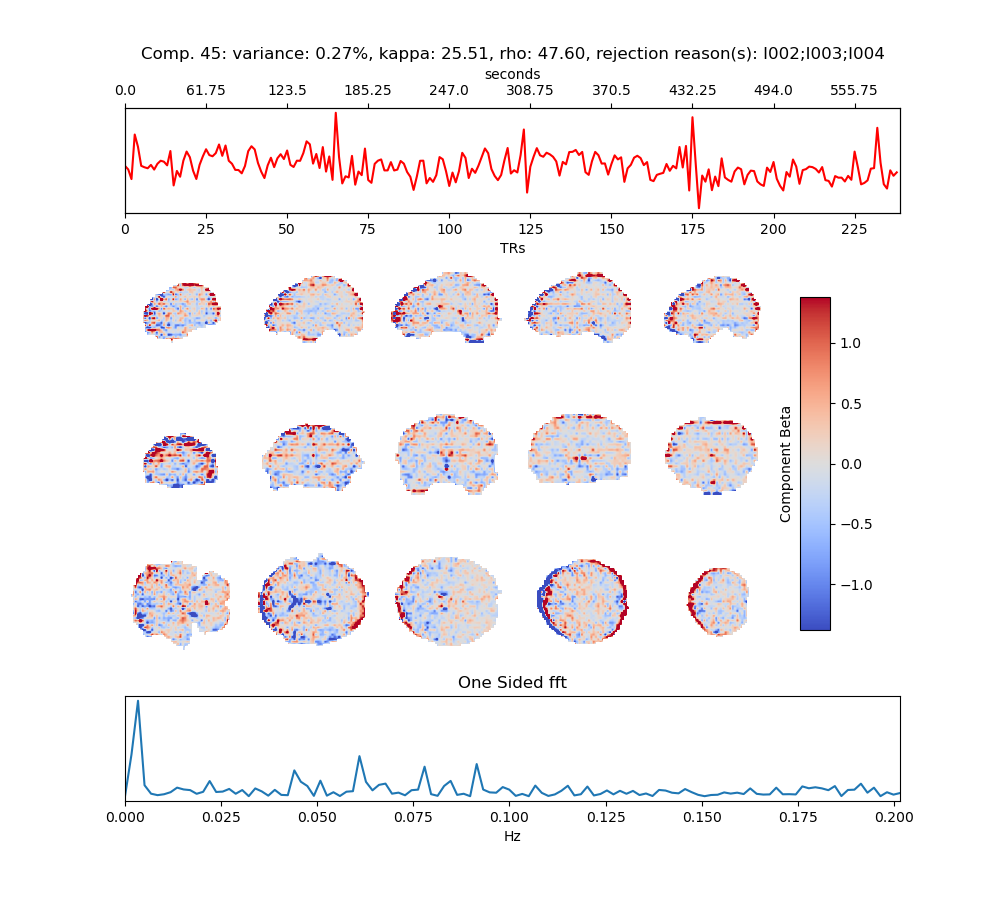 Comp. 45: variance: 0.27%, kappa: 25.51, rho: 47.60, rejection reason(s): I002;I003;I004
seconds
0.0 61.75 123.5 185.25 247.0 308.75 370.5 432.25 494.0 555.75
0 25 50 75 100 125 150 175 200 225
TRs
1.0
0.5
0.0
−0.5
−1.0
Component Beta
One Sided fft
0.000 0.025 0.050 0.075 0.100 0.125 0.150 0.175 0.200
Hz